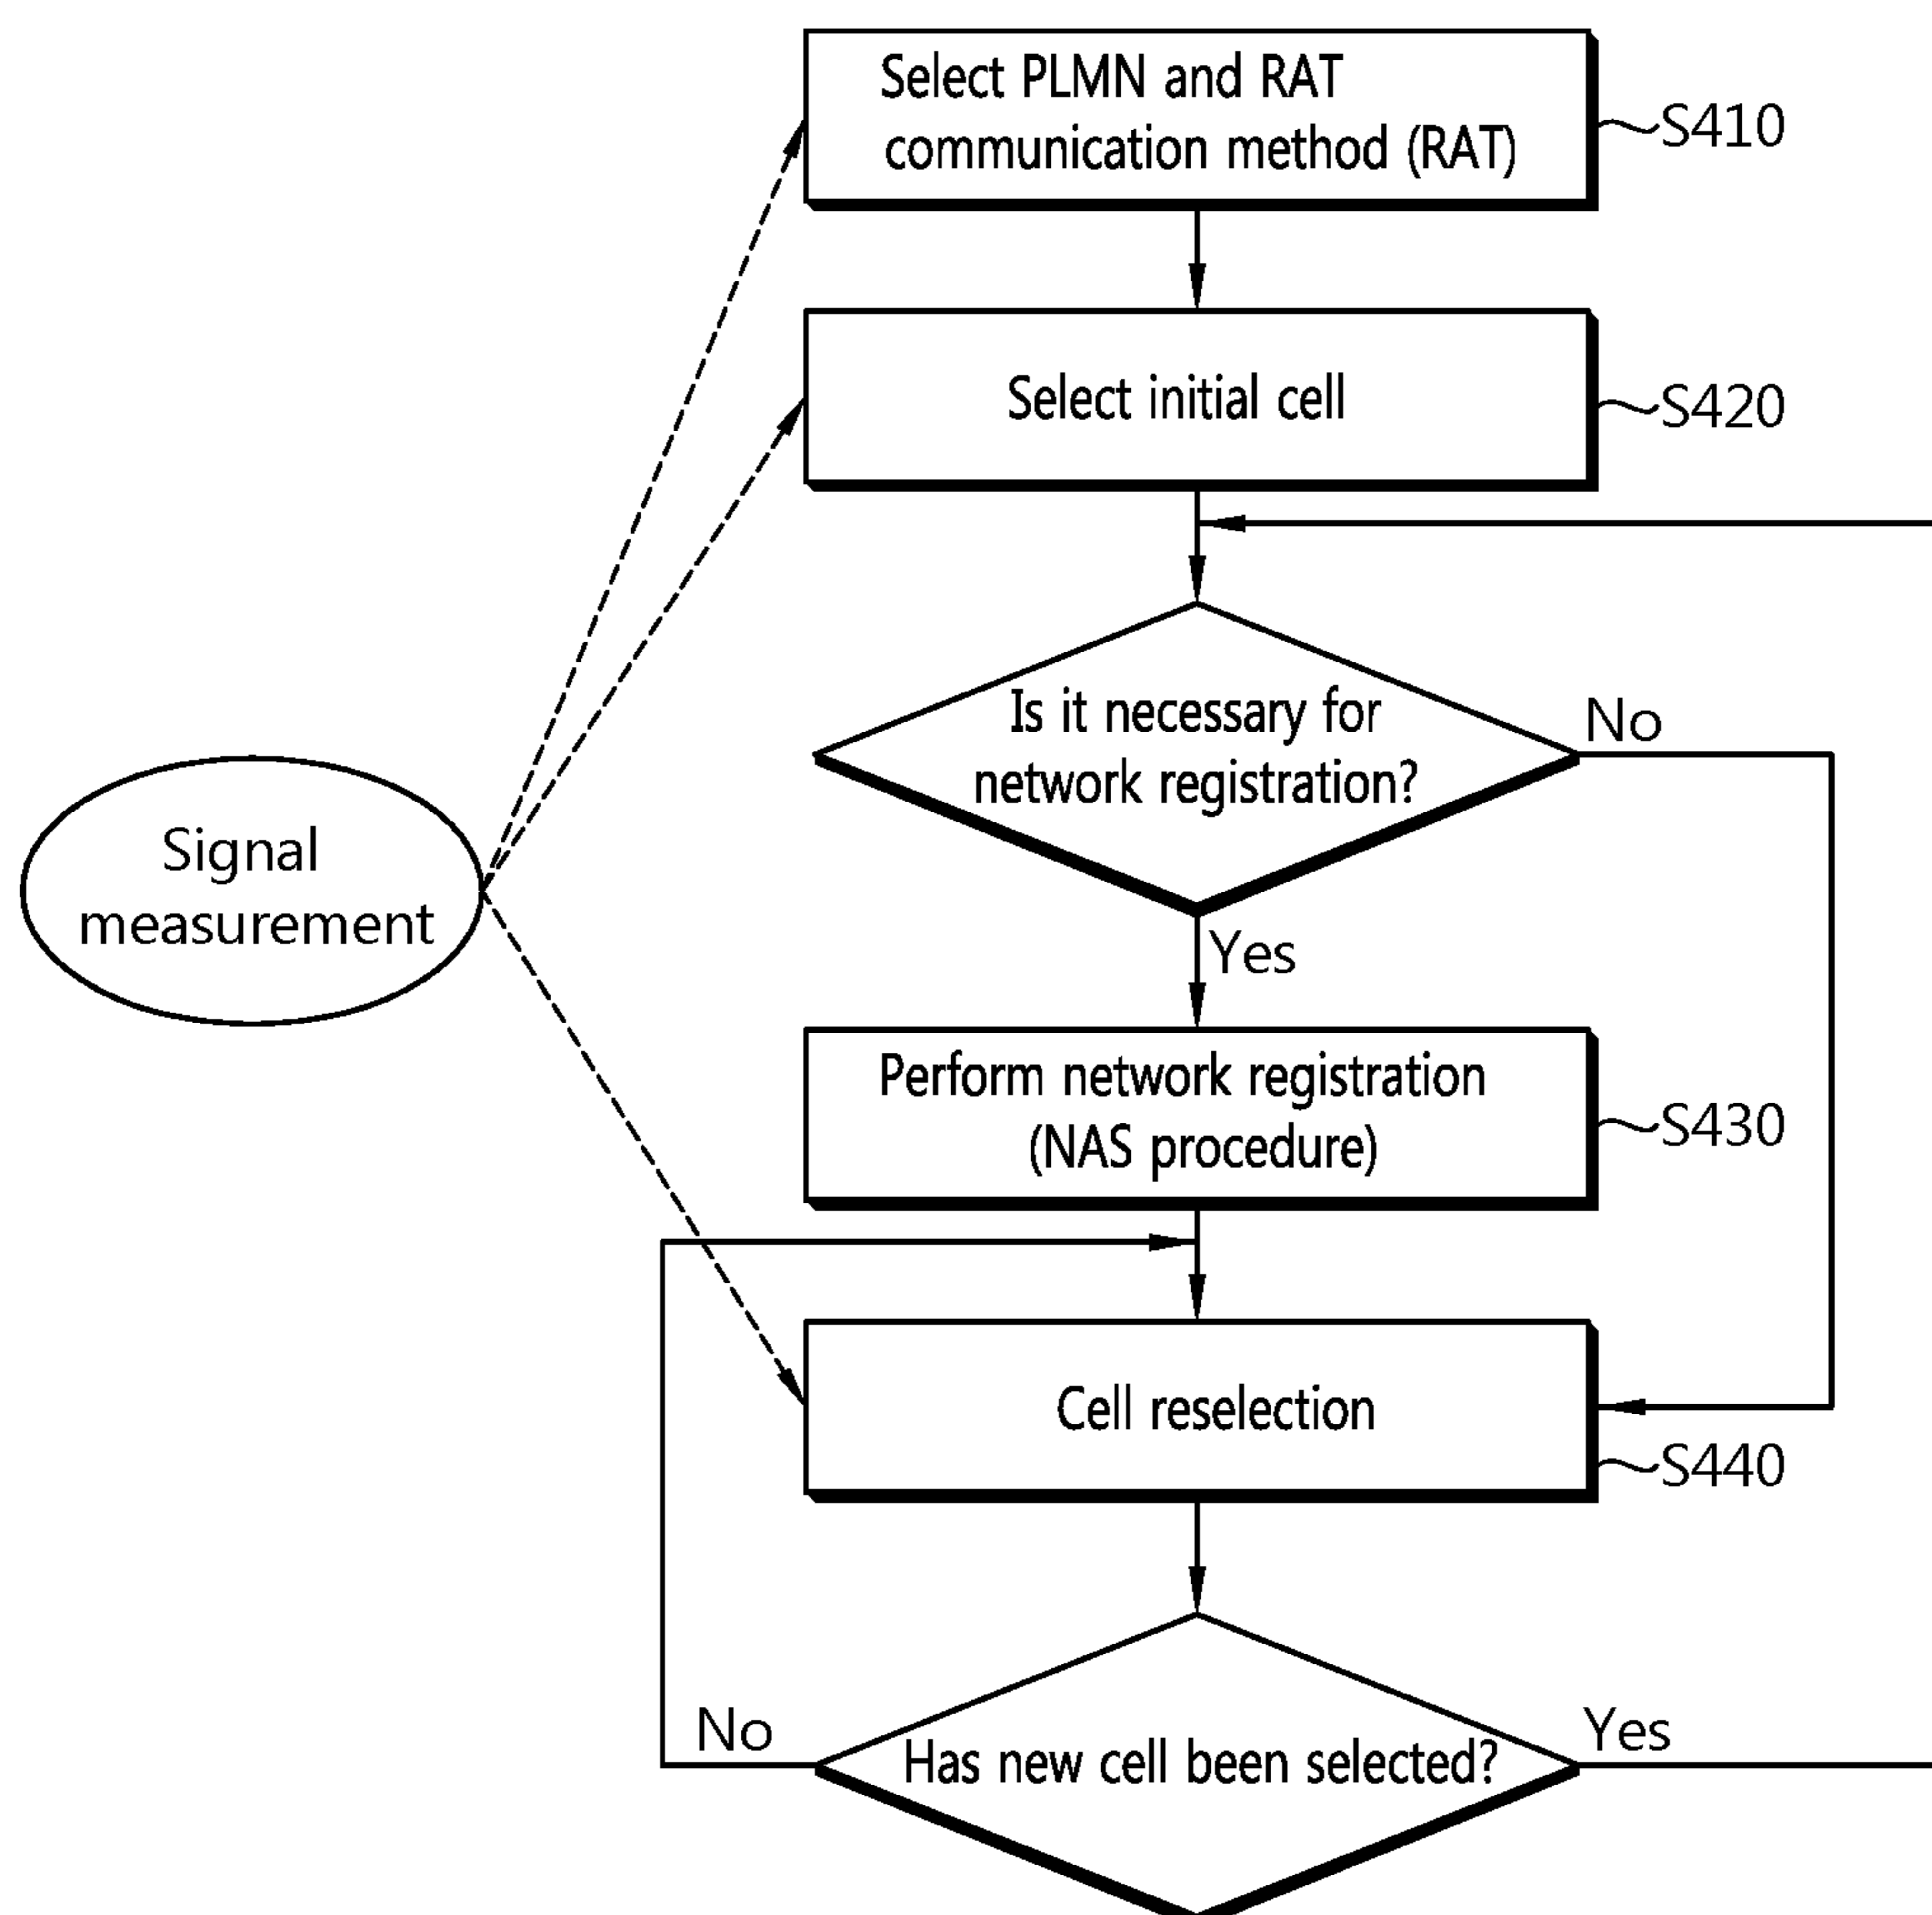 Select PLMN and RAT
communication method (RAT)
S410
Select initial cell
S420
Is it necessary for
network registration?
No
Signal
measurement
Yes
Perform network registration
(NAS procedure)
S430
Cell reselection
S440
No
Has new cell been selected?
Yes